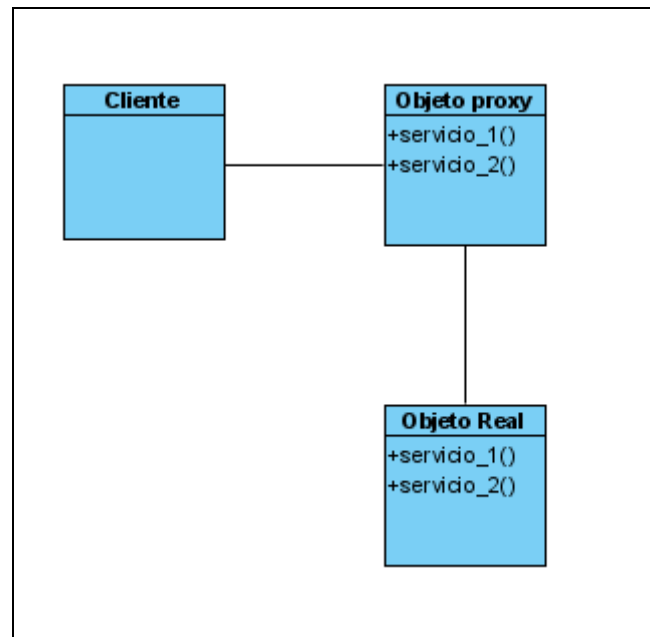 Cliente
Objeto proxy
+servicio_1()
+servicio_2()
Objeto Real
+servicio_1()
+servicio_2()